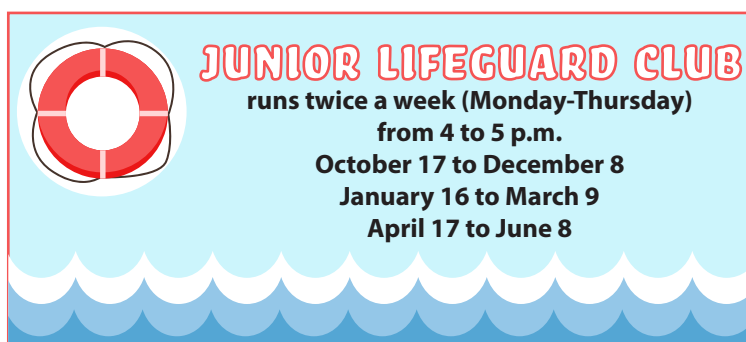 JUNIOR LIFEGUARD CLUB
runs twice a week (Monday-Thursday)
from 4 to 5 p.m.
October 17 to December 8
January 16 to March 9
April 17 to June 8